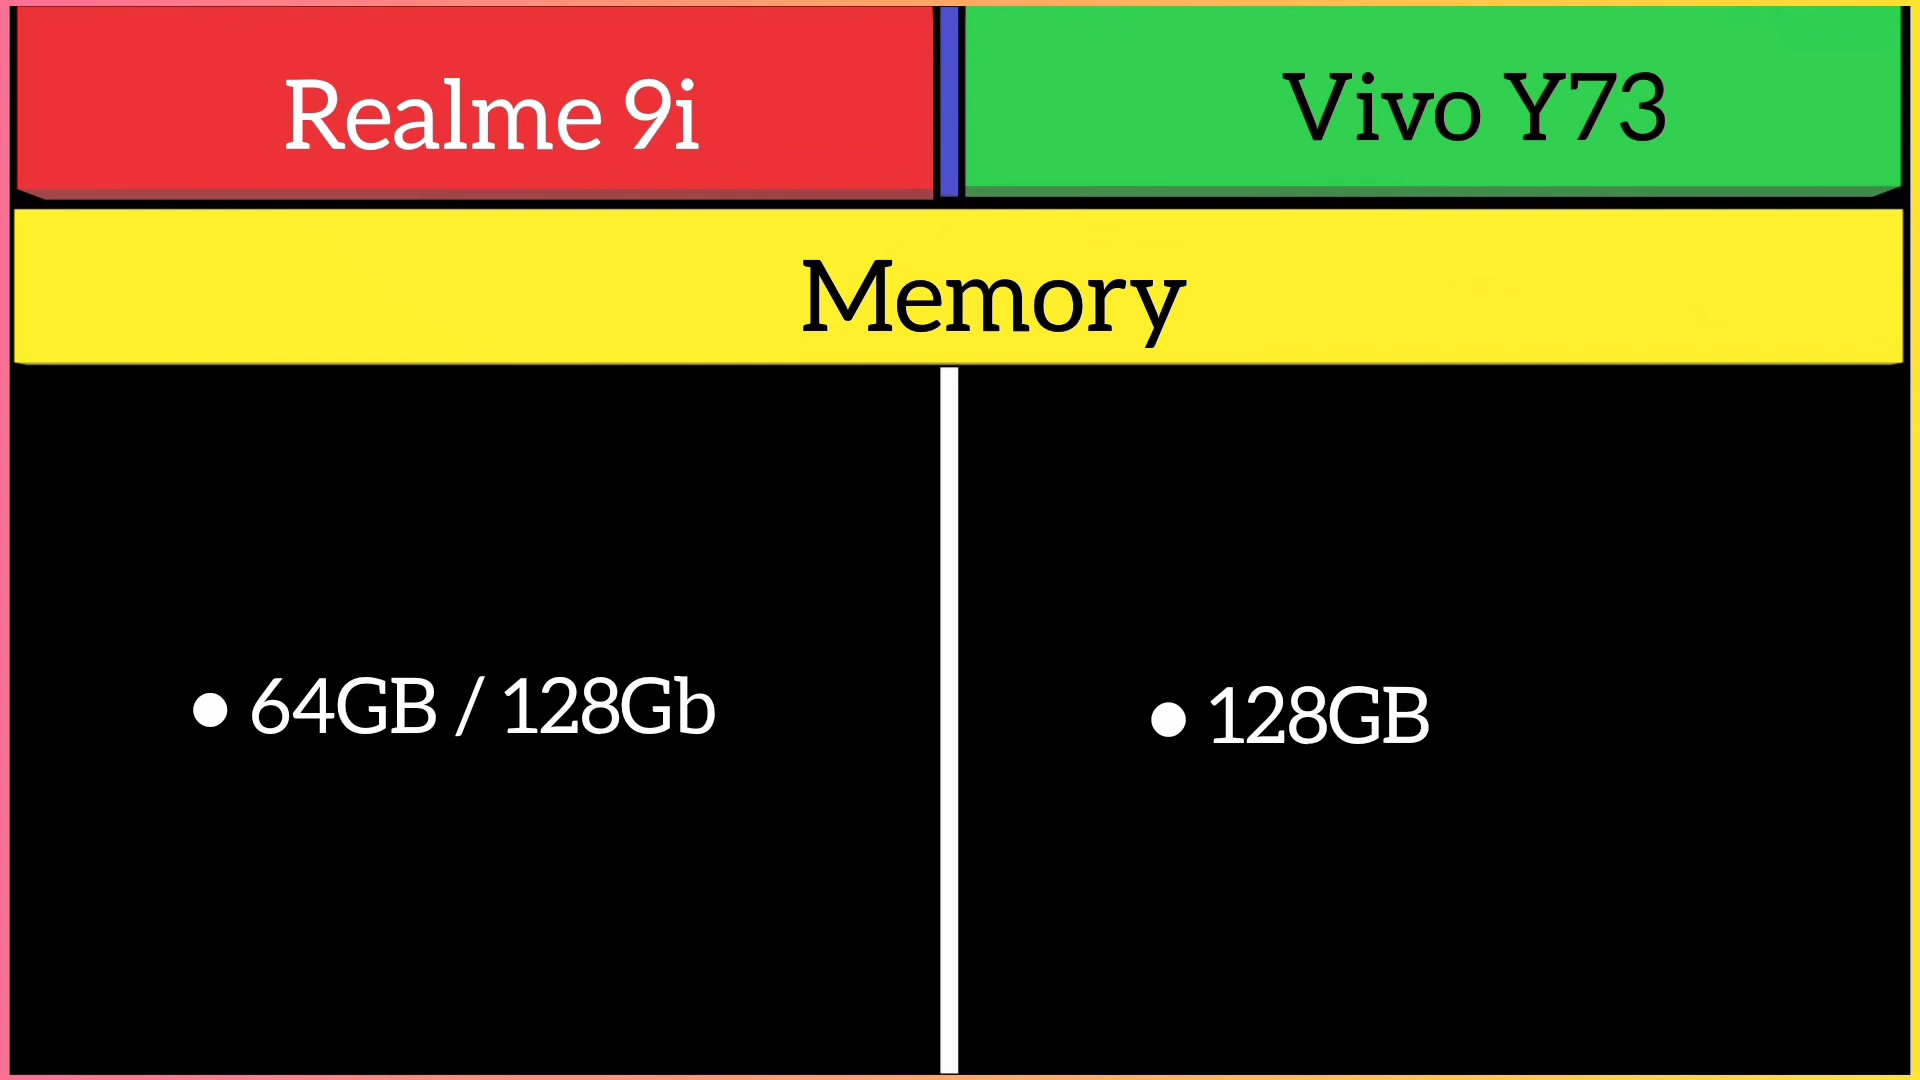 Realme 9i
Vivo Y73
Memory
● 64GB / 128Gb
● 128GB